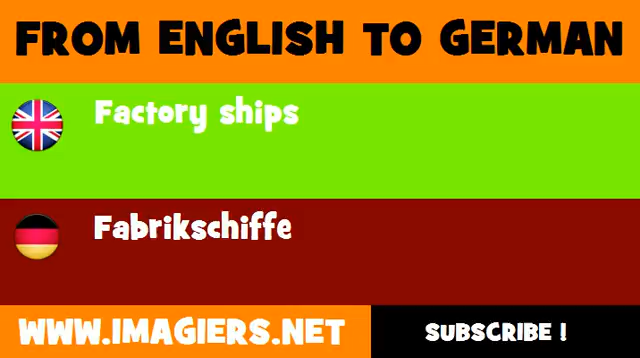 FROM ENGLISH TO GERMAN
Factory ships
Fabrikschiffe
WWW.IMAGIERS.NET
SUBSCRIBE !